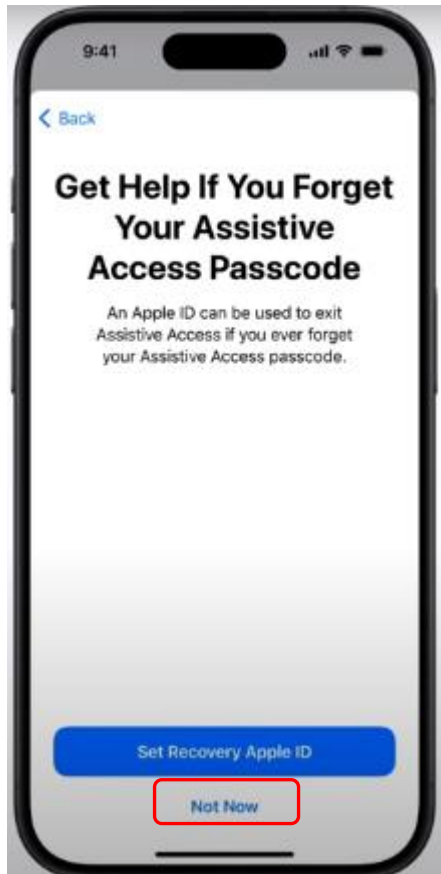 9:41
Back
Get Help If You Forget
Your Assistive
Access Passcode
An Apple ID can be used to exit
Assistive Access if you ever forget
your Assistive Access passcode.
Set Recovery Apple ID
Not Now